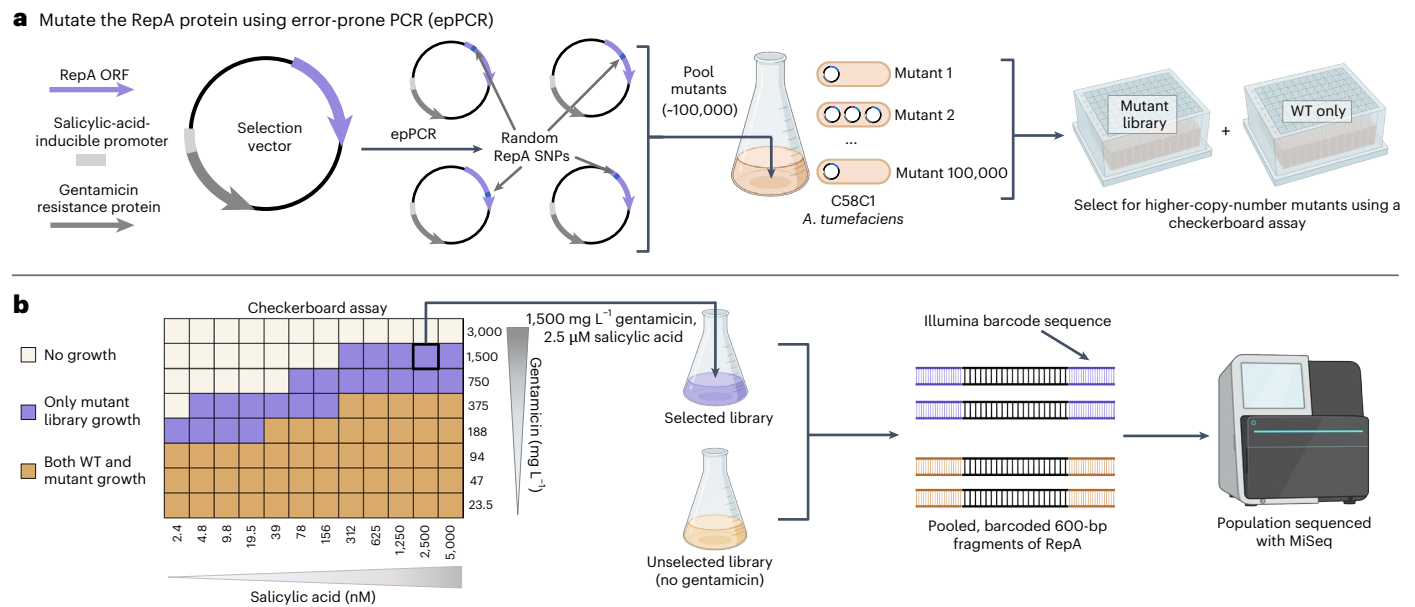 a Mutate the RepA protein using error-prone PCR (epPCR)
RepA ORF
Salicylic-acid-
inducible promoter
Gentamicin
resistance protein
Selection
vector
epPCR
Random
RepA SNPs
Pool
mutants
(~100,000)
Mutant 1
Mutant 2
...
Mutant 100,000
C58C1
A. tumefaciens
Mutant
library
+
WT only
Select for higher-copy-number mutants using a
checkerboard assay
b
Checkerboard assay
No growth
Only mutant
library growth
Both WT and
mutant growth
3,000
1,500
750
375
188
94
47
23.5
Gentamicin (mg L⁻¹)
2.4
4.8
9.8
19.5
39
78
156
312
625
1,250
2,500
5,000
Salicylic acid (nM)
1,500 mg L⁻¹ gentamicin,
2.5 µM salicylic acid
Selected library
Unselected library
(no gentamicin)
Illumina barcode sequence
Pooled, barcoded 600-bp
fragments of RepA
Population sequenced
with MiSeq